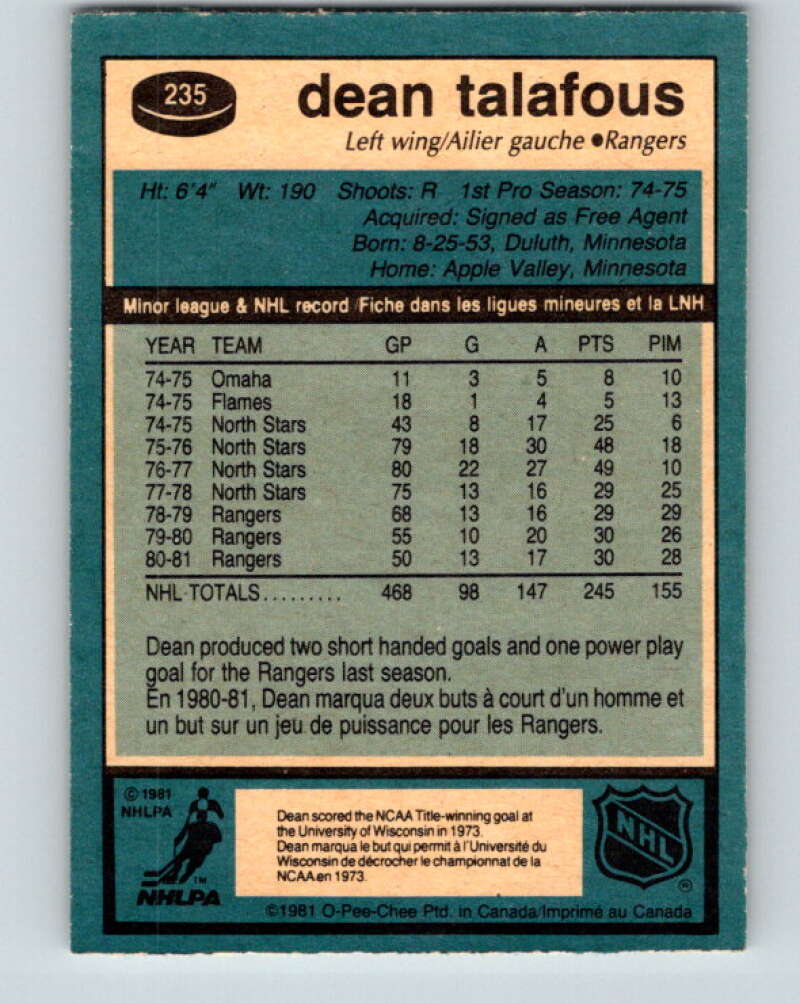 235
dean talafous
Left wing/Ailier gauche ●Rangers
Ht: 6'4" Wt: 190 Shoots: R 1st Pro Season: 74-75
Acquired: Signed as Free Agent
Born: 8-25-53, Duluth, Minnesota
Home: Apple Valley, Minnesota
Minor league & NHL record/Fiche dans les ligues mineures et la LNH
YEAR TEAM GP G A PTS PIM
74-75 Omaha 11 3 5 8 10
74-75 Flames 18 1 4 5 13
74-75 North Stars 43 8 17 25 6
75-76 North Stars 79 18 30 48 18
76-77 North Stars 80 22 27 49 10
77-78 North Stars 75 13 16 29 25
78-79 Rangers 68 13 16 29 29
79-80 Rangers 55 10 20 30 26
80-81 Rangers 50 13 17 30 28
NHL TOTALS......... 468 98 147 245 155
Dean produced two short handed goals and one power play
goal for the Rangers last season.
En 1980-81, Dean marqua deux buts à court d'un homme et
un but sur un jeu de puissance pour les Rangers.
© 1981
NHLPA
TM
NHLPA
Dean scored the NCAA Title-winning goal at
the University of Wisconsin in 1973.
Dean marqua le but qui permit à l'Université du
Wisconsin de décrocher le championnat de la
NCAA en 1973.
NHL
®
©1981 O-Pee-Chee Ptd. in Canada/Imprimé au Canada